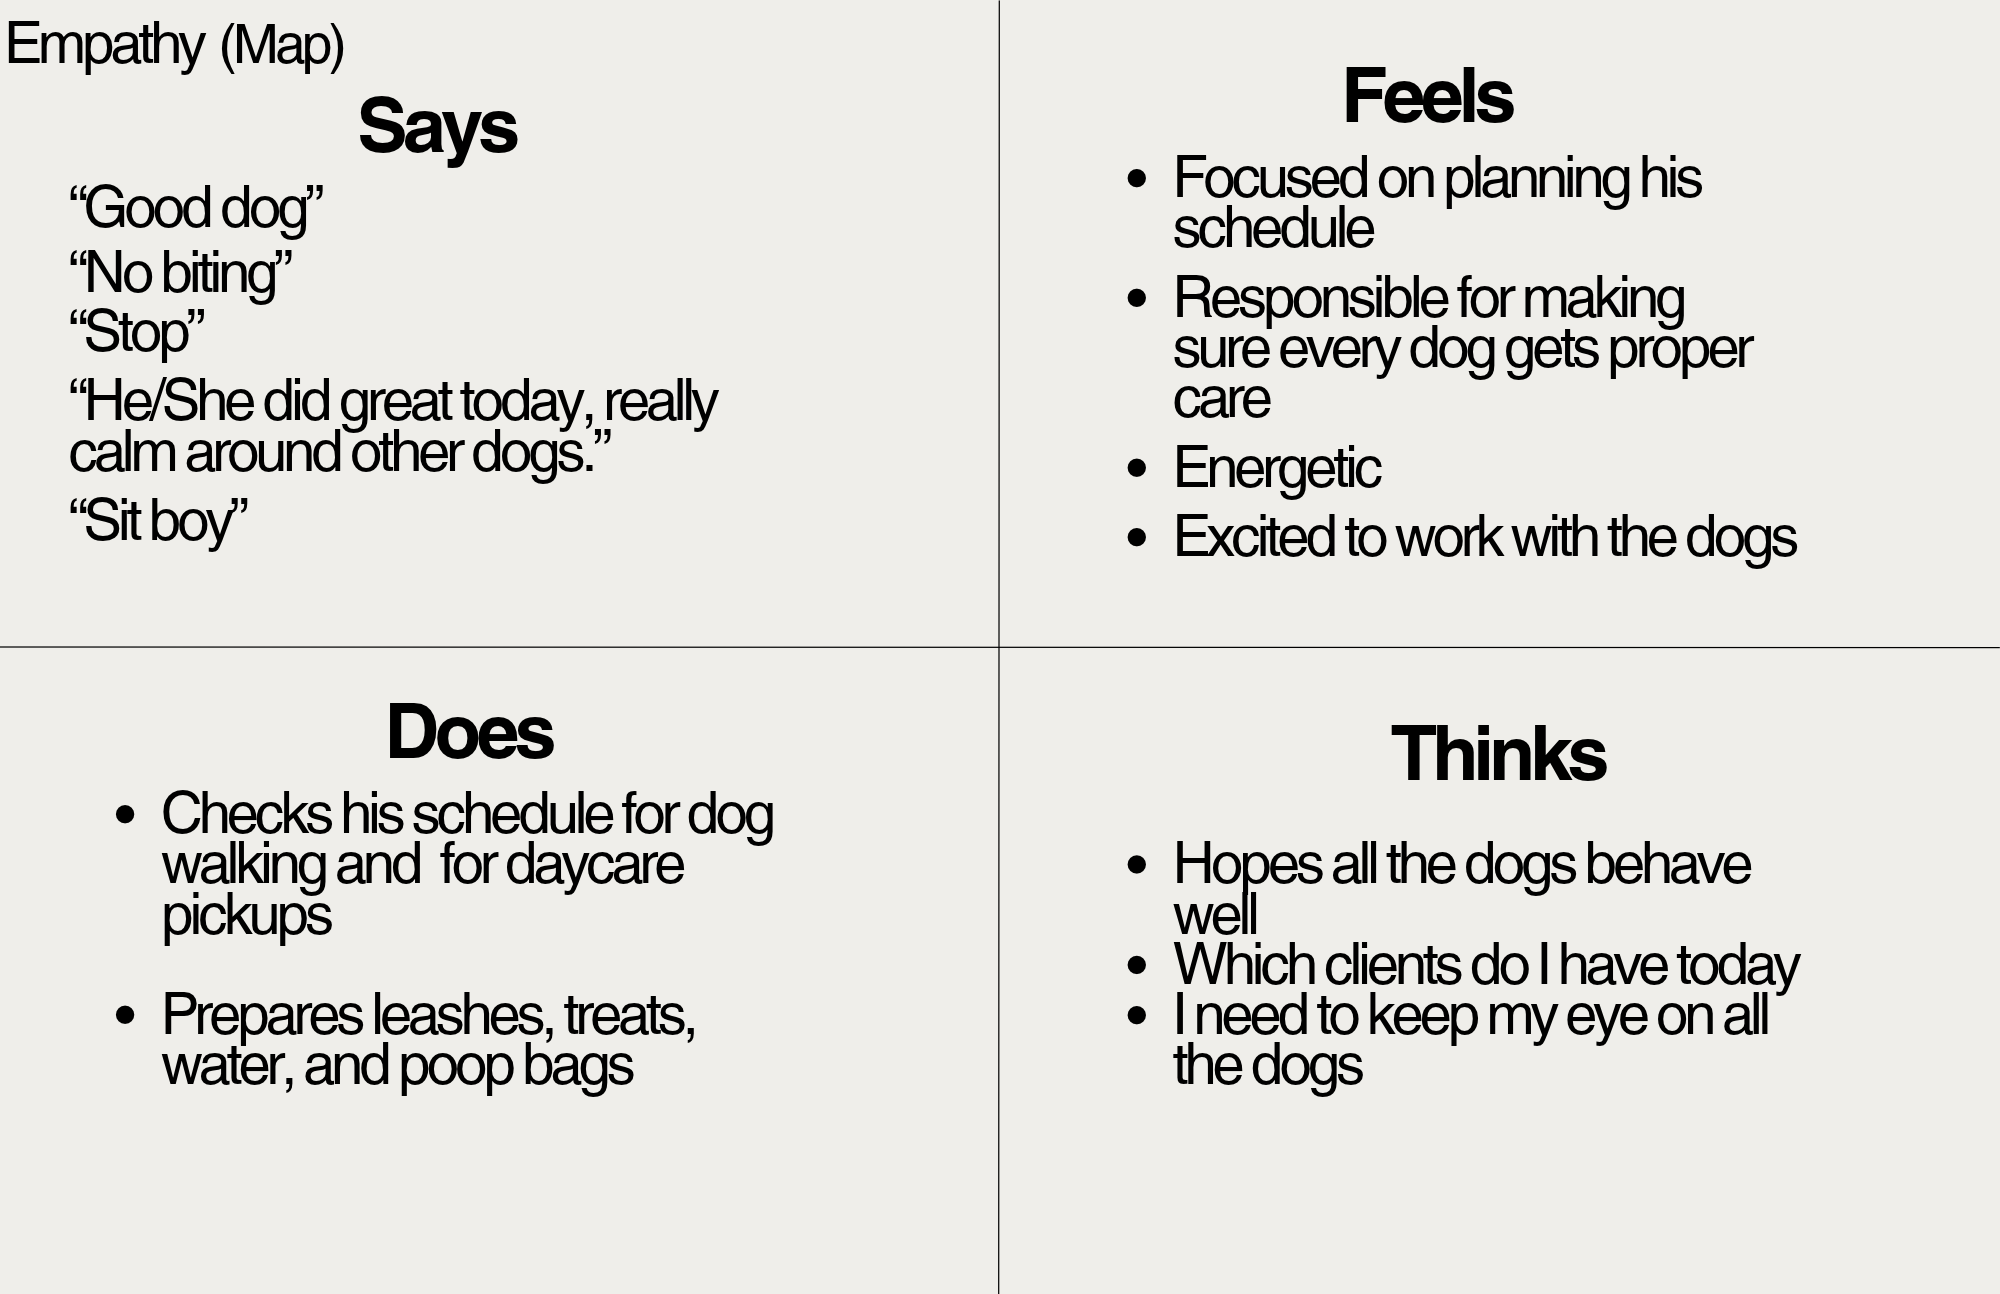 Empathy (Map)
Says
“Good dog”
“No biting”
“Stop”
“He/She did great today, really
calm around other dogs.”
“Sit boy”
Feels
• Focused on planning his
schedule
• Responsible for making
sure every dog gets proper
care
• Energetic
• Excited to work with the dogs
Does
• Checks his schedule for dog
walking and  for daycare
pickups
• Prepares leashes, treats,
water, and poop bags
Thinks
• Hopes all the dogs behave
well
• Which clients do I have today
• I need to keep my eye on all
the dogs